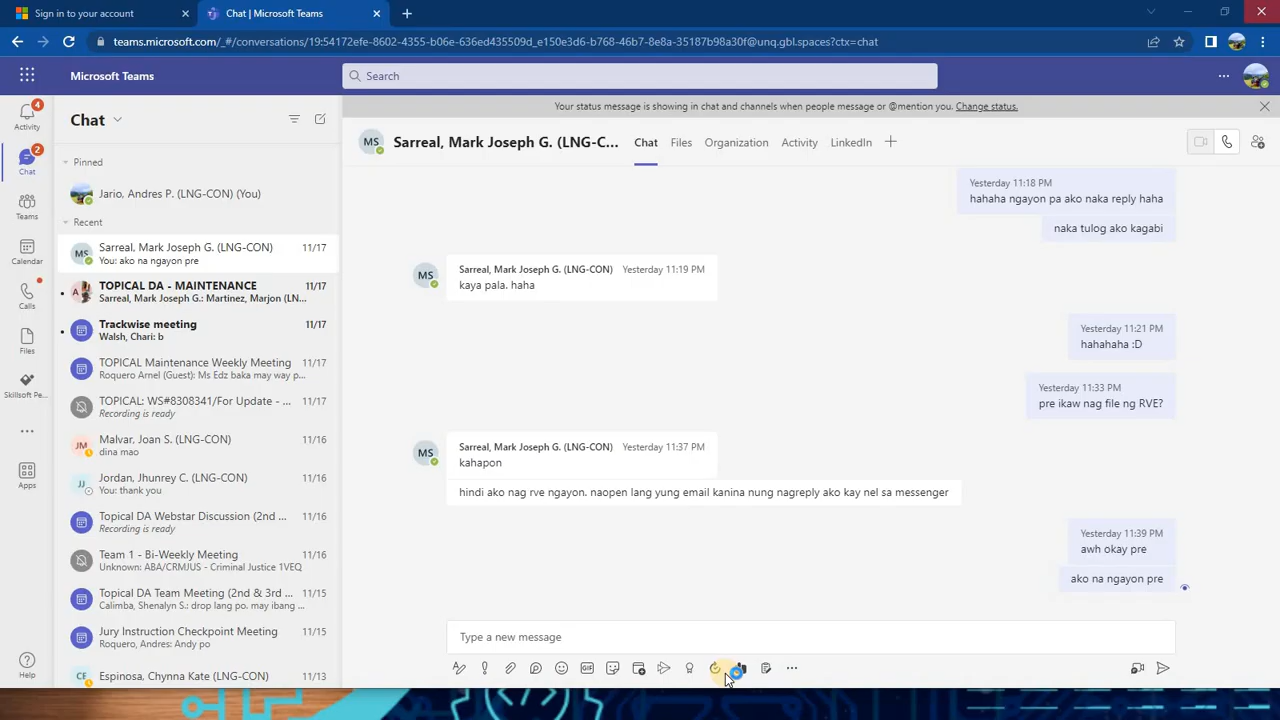 Sign in to your account
Chat | Microsoft Teams
teams.microsoft.com/_#/conversations/19:54172efe-8602-4355-b06e-636ed435509d_e150e3d6-b768-46b7-8e8a-35187b98a30f@unq.gbl.spaces?ctx=chat
Microsoft Teams
Search
Your status message is showing in chat and channels when people message or @mention you. Change status.
4
Activity
2
Chat
Teams
Calendar
Calls
Files
Skillsoft Pe...
Apps
Help
Chat
Pinned
Jario, Andres P. (LNG-CON) (You)
Recent
Sarreal, Mark Joseph G. (LNG-CON) 11/17
MS
You: ako na ngayon pre
TOPICAL DA - MAINTENANCE 11/17
A
Sarreal, Mark Joseph G.: Martinez, Marjon (LN...
Trackwise meeting 11/17
Walsh, Chari: b
TOPICAL Maintenance Weekly Meeting 11/17
Roquero Arnel (Guest): Ms Edz baka may way p...
TOPICAL: WS#8308341/For Update - ... 11/17
Recording is ready
Malvar, Joan S. (LNG-CON) 11/16
JM
dina mao
Jordan, Jhunrey C. (LNG-CON) 11/16
JJ
You: thank you
Topical DA Webstar Discussion (2nd ... 11/16
Recording is ready
Team 1 - Bi-Weekly Meeting 11/16
Unknown: ABA/CRMJUS - Criminal Justice 1VEQ
Topical DA Team Meeting (2nd & 3rd ... 11/15
Calimba, Shenalyn S.: drop lang po. may ibang ...
Jury Instruction Checkpoint Meeting 11/15
Roquero, Andres: Andy po
Espinosa, Chynna Kate (LNG-CON) 11/15
CE
MS
Sarreal, Mark Joseph G. (LNG-C...
Chat
Files
Organization
Activity
LinkedIn
Yesterday 11:18 PM
hahaha ngayon pa ako naka reply haha
naka tulog ako kagabi
MS
Sarreal, Mark Joseph G. (LNG-CON) Yesterday 11:19 PM
kaya pala. haha
Yesterday 11:21 PM
hahahaha :D
Yesterday 11:33 PM
pre ikaw nag file ng RVE?
MS
Sarreal, Mark Joseph G. (LNG-CON) Yesterday 11:37 PM
kahapon
hindi ako nag rve ngayon. naopen lang yung email kanina nung nagreply ako kay nel sa messenger
Yesterday 11:39 PM
awh okay pre
ako na ngayon pre
Type a new message
GIF